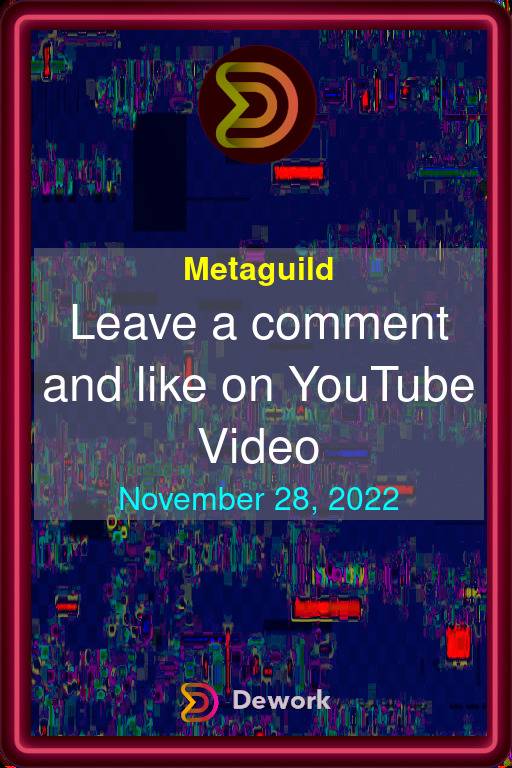 Metaguild
Leave a comment
and like on YouTube
Video
November 28, 2022
Dework